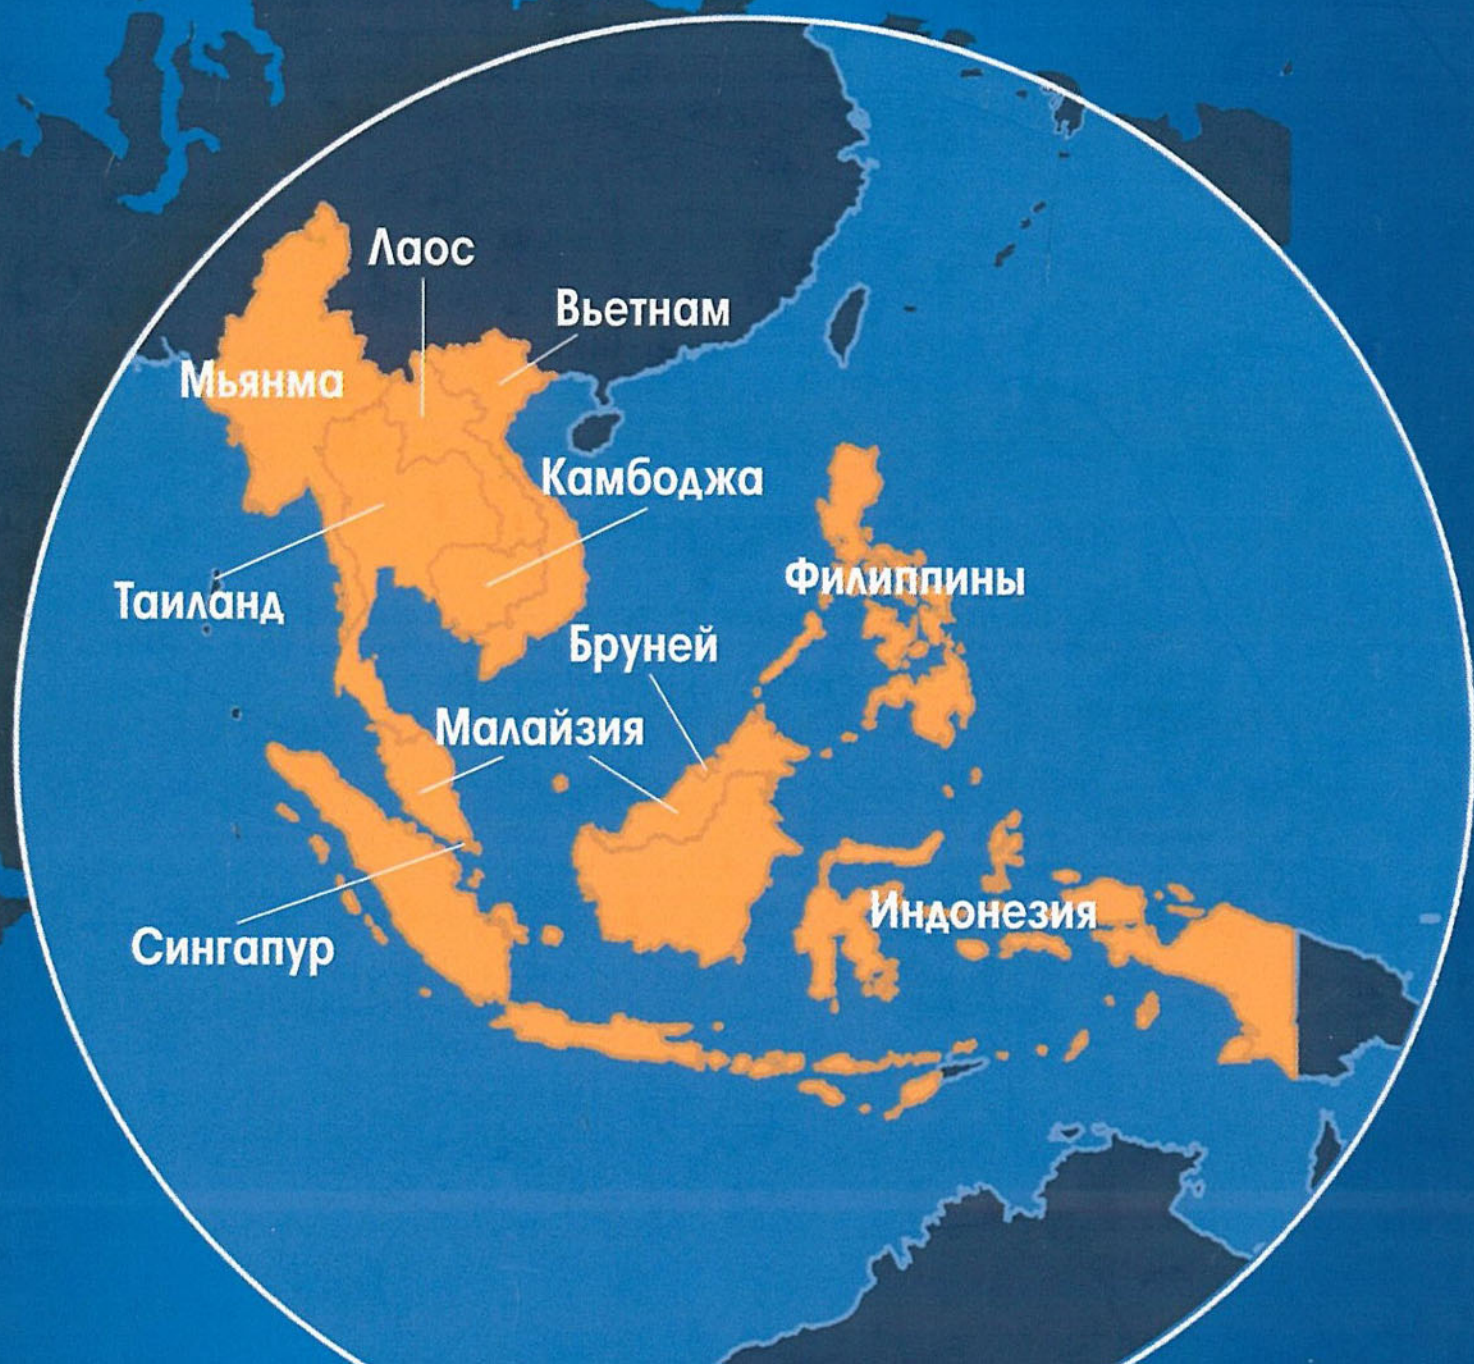 Лаос
Вьетнам
Мьянма
Камбоджа
Филиппины
Таиланд
Бруней
Малайзия
Индонезия
Сингапур